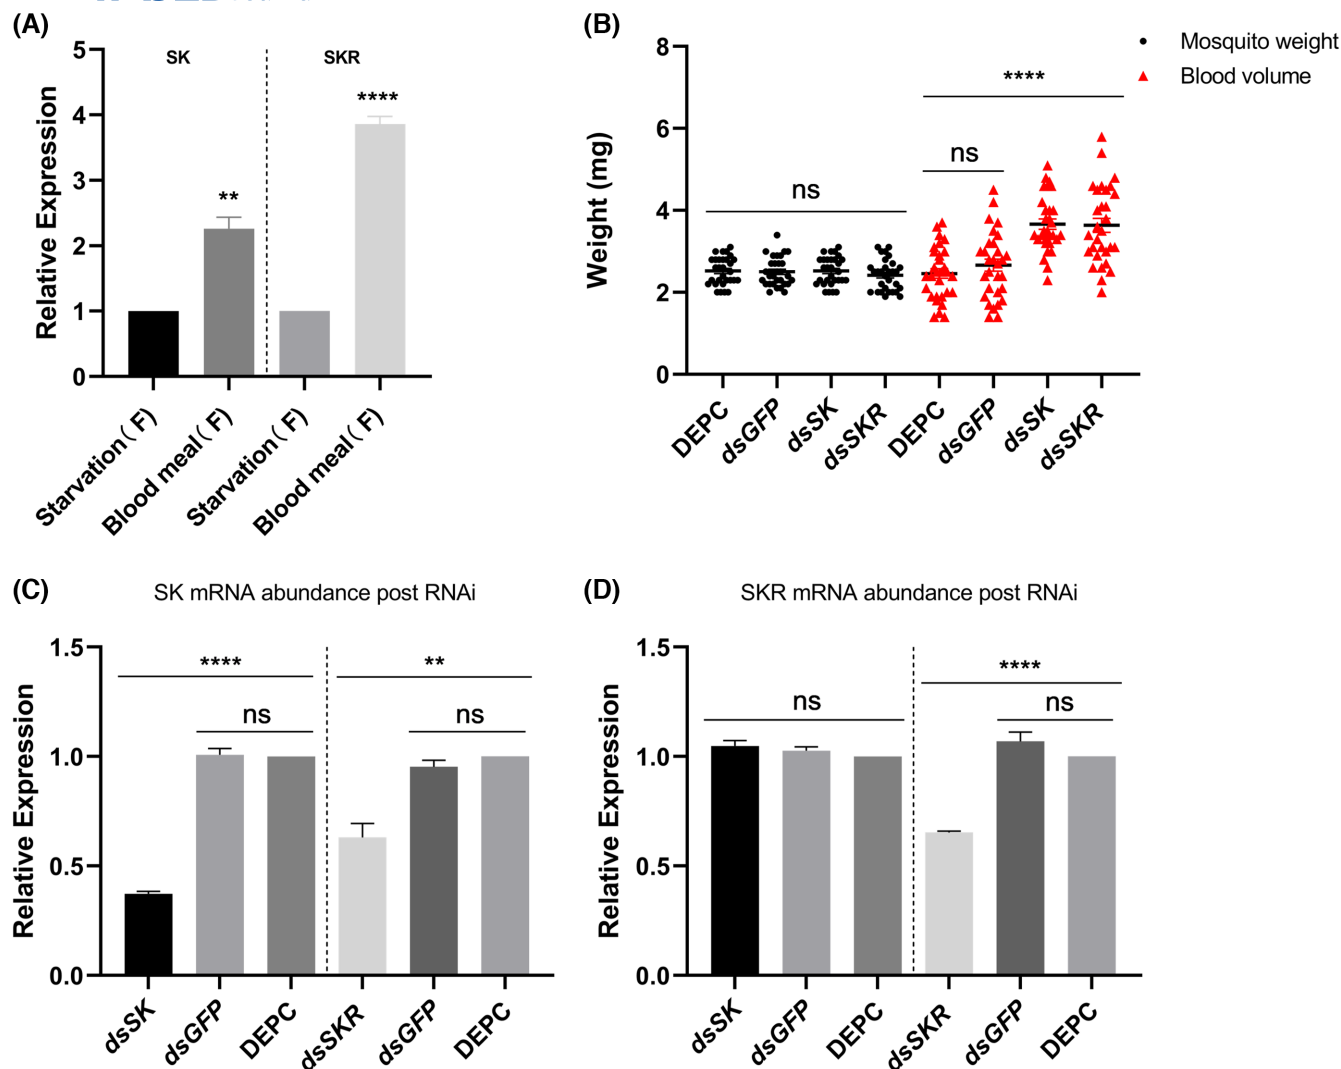 (A)
SK
SKR
5
4
3
2
1
0
Relative Expression
**
****
Starvation( F)
Blood meal( F)
Starvation( F)
Blood meal( F)
(B)
Mosquito weight
Blood volume
8
6
4
2
0
Weight (mg)
ns
ns
****
DEPC
dsGFP
dsSK
dsSKR
DEPC
dsGFP
dsSK
dsSKR
(C)
SK mRNA abundance post RNAi
1.5
1.0
0.5
0.0
Relative Expression
****
ns
**
ns
dsSK
dsGFP
DEPC
dsSKR
dsGFP
DEPC
(D)
SKR mRNA abundance post RNAi
1.5
1.0
0.5
0.0
Relative Expression
ns
****
ns
dsSK
dsGFP
DEPC
dsSKR
dsGFP
DEPC